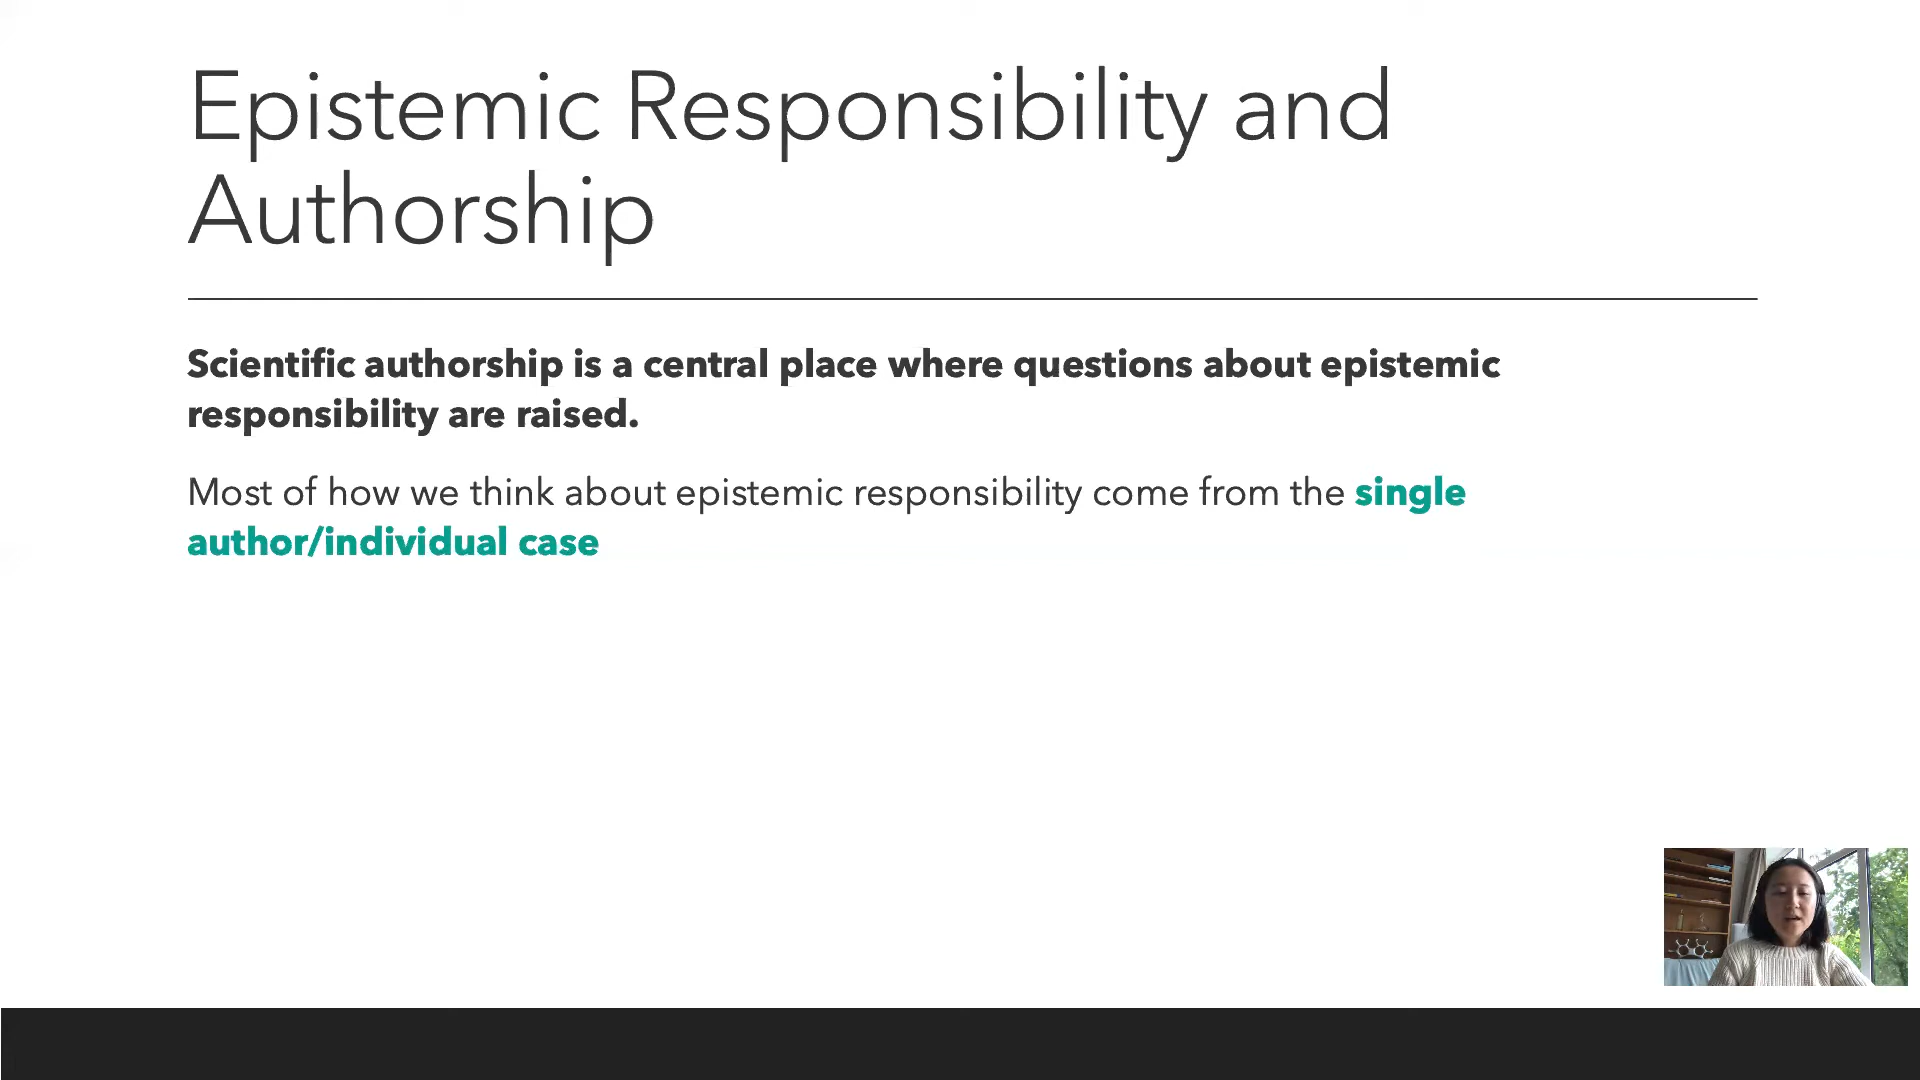 Epistemic Responsibility and
Authorship
Scientific authorship is a central place where questions about epistemic
responsibility are raised.
Most of how we think about epistemic responsibility come from the single
author/individual case